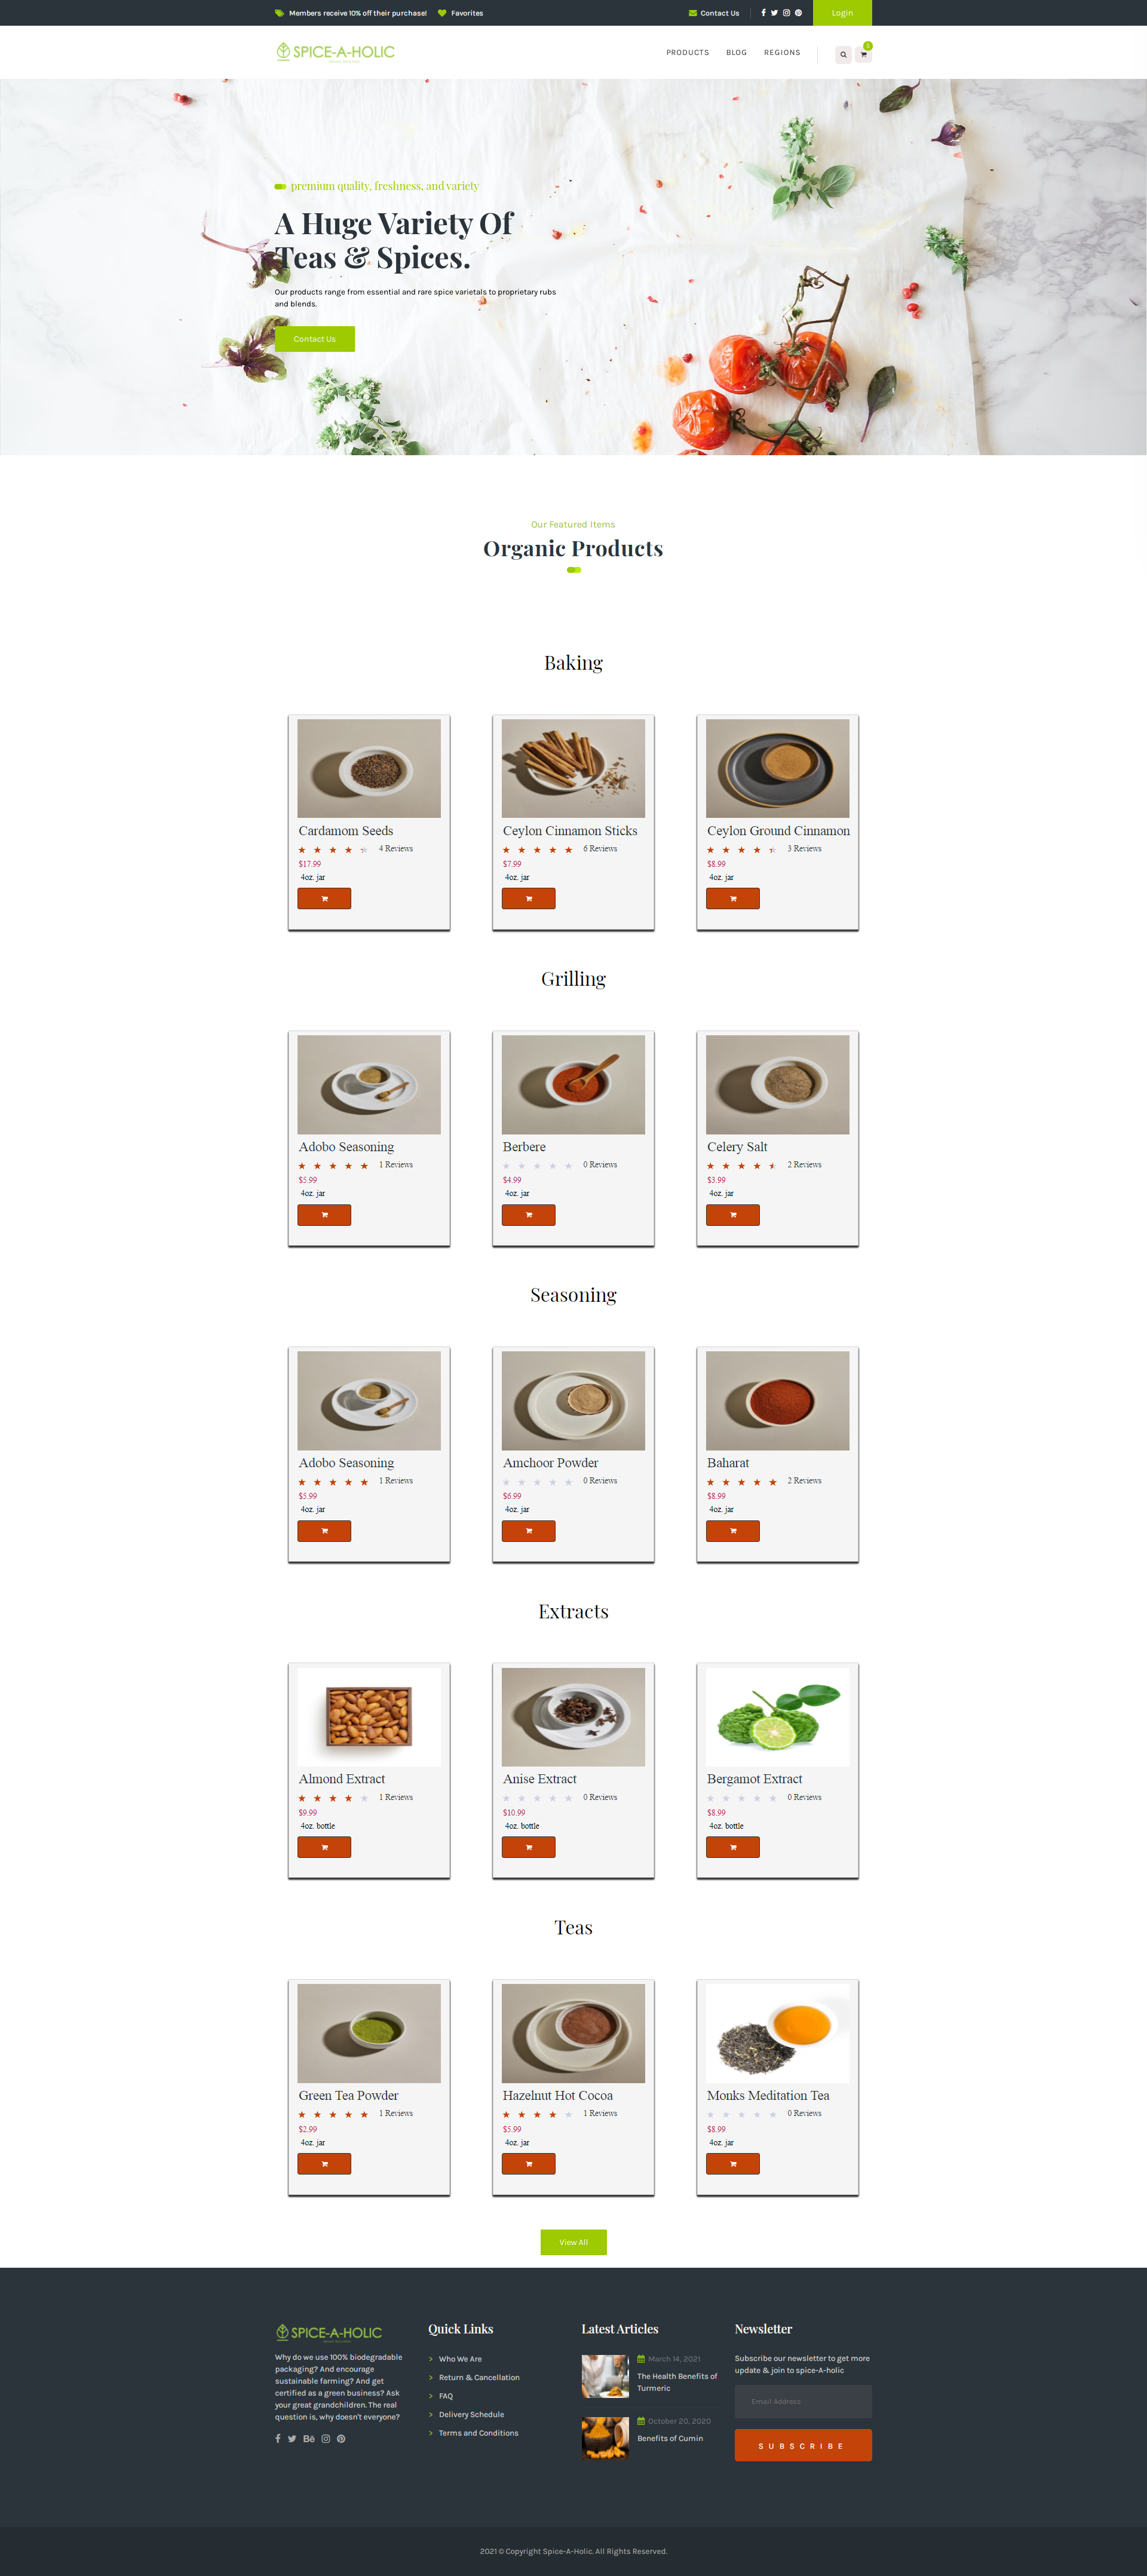 Members receive 10% off their purchase! Favorites
Contact Us
Login
SPICE-A-HOLIC
PRODUCTS BLOG REGIONS
premium quality, freshness, and variety
A Huge Variety Of
Teas & Spices.
Our products range from essential and rare spice varietals to proprietary rubs
and blends.
Contact Us
Our Featured Items
Organic Products
Baking
Cardamom Seeds
4 Reviews
$17.99
4oz. jar
Ceylon Cinnamon Sticks
6 Reviews
$7.99
4oz. jar
Ceylon Ground Cinnamon
3 Reviews
$8.99
4oz. jar
Grilling
Adobo Seasoning
1 Reviews
$5.99
4oz. jar
Berbere
0 Reviews
$4.99
4oz. jar
Celery Salt
2 Reviews
$3.99
4oz. jar
Seasoning
Adobo Seasoning
1 Reviews
$5.99
4oz. jar
Amchoor Powder
0 Reviews
$6.99
4oz. jar
Baharat
2 Reviews
$8.99
4oz. jar
Extracts
Almond Extract
1 Reviews
$9.99
4oz. bottle
Anise Extract
0 Reviews
$10.99
4oz. bottle
Bergamot Extract
0 Reviews
$8.99
4oz. bottle
Teas
Green Tea Powder
1 Reviews
$2.99
4oz. jar
Hazelnut Hot Cocoa
1 Reviews
$5.99
4oz. jar
Monks Meditation Tea
0 Reviews
$8.99
4oz. jar
View All
SPICE-A-HOLIC
Why do we use 100% biodegradable
packaging? And encourage
sustainable farming? And get
certified as a green business? Ask
your great grandchildren. The real
question is, why doesn't everyone?
Quick Links
> Who We Are
> Return & Cancellation
> FAQ
> Delivery Schedule
> Terms and Conditions
Latest Articles
March 14, 2021
The Health Benefits of
Turmeric
October 20, 2020
Benefits of Cumin
Newsletter
Subscribe our newsletter to get more
update & join to spice-A-holic
Email Address
SUBSCRIBE
2021 © Copyright Spice-A-Holic. All Rights Reserved.